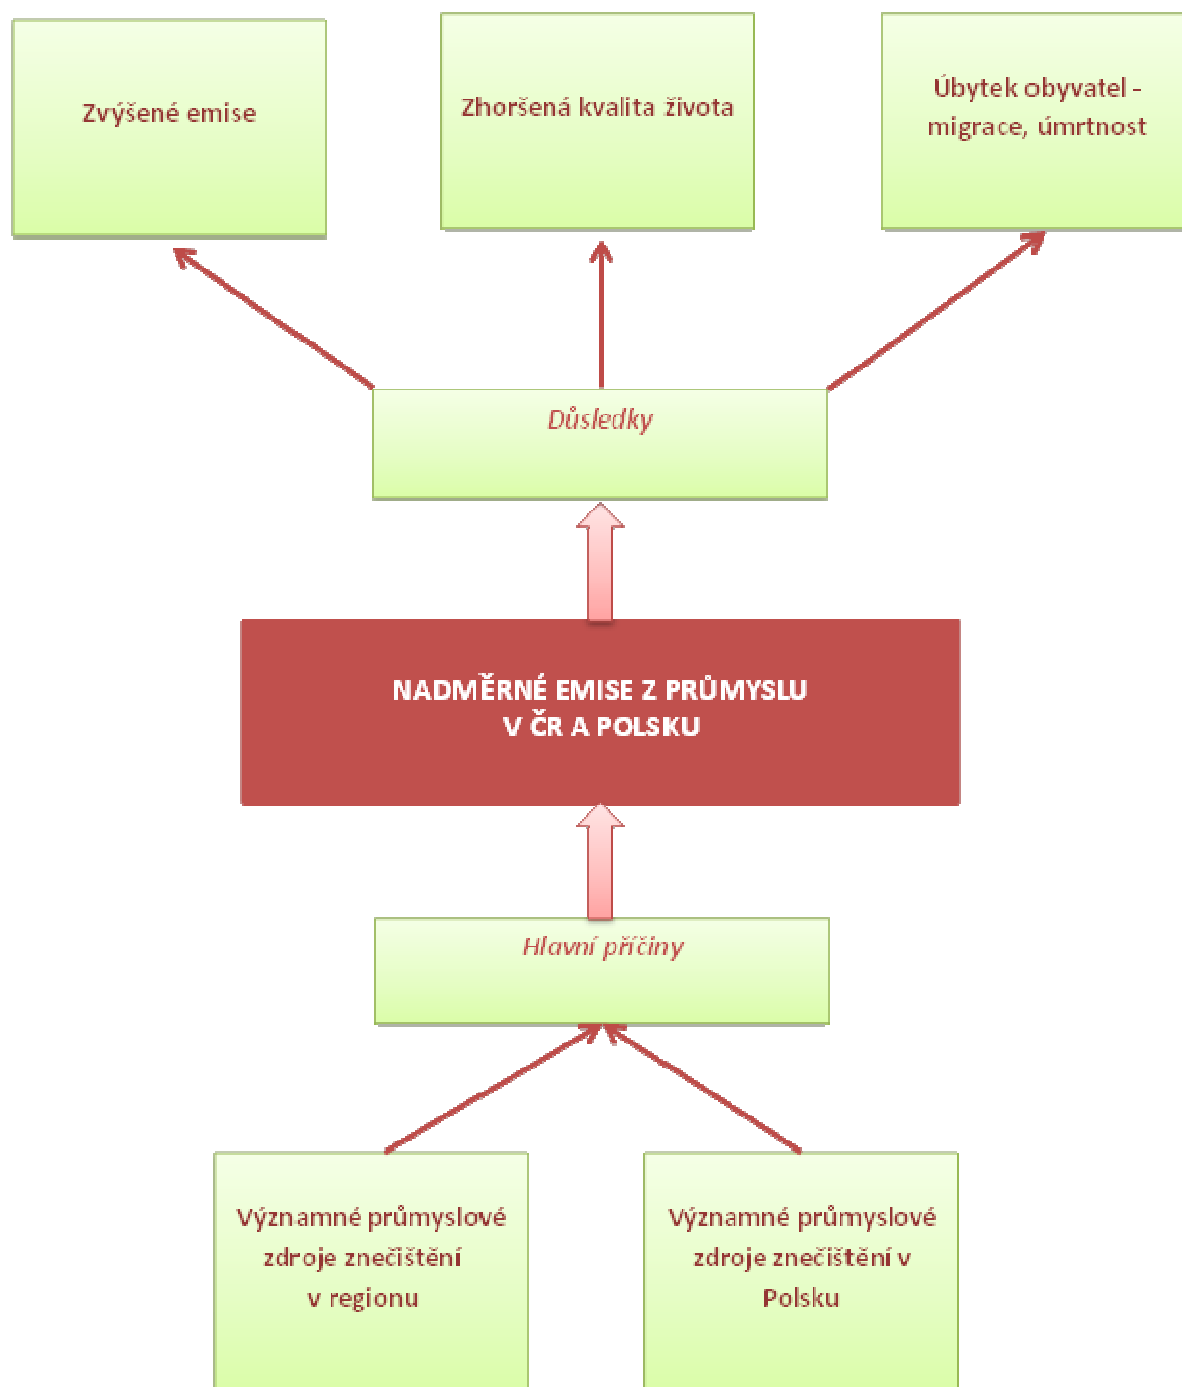 Zvýšené emise
Zhoršená kvalita života
Úbytek obyvatel -
migrace, úmrtnost
Důsledky
NADMĚRNÉ EMISE Z PRŮMYSLU
V ČR A POLSKU
Hlavní příčiny
Významné průmyslové
zdroje znečištění
v regionu
Významné průmyslové
zdroje znečištění v
Polsku